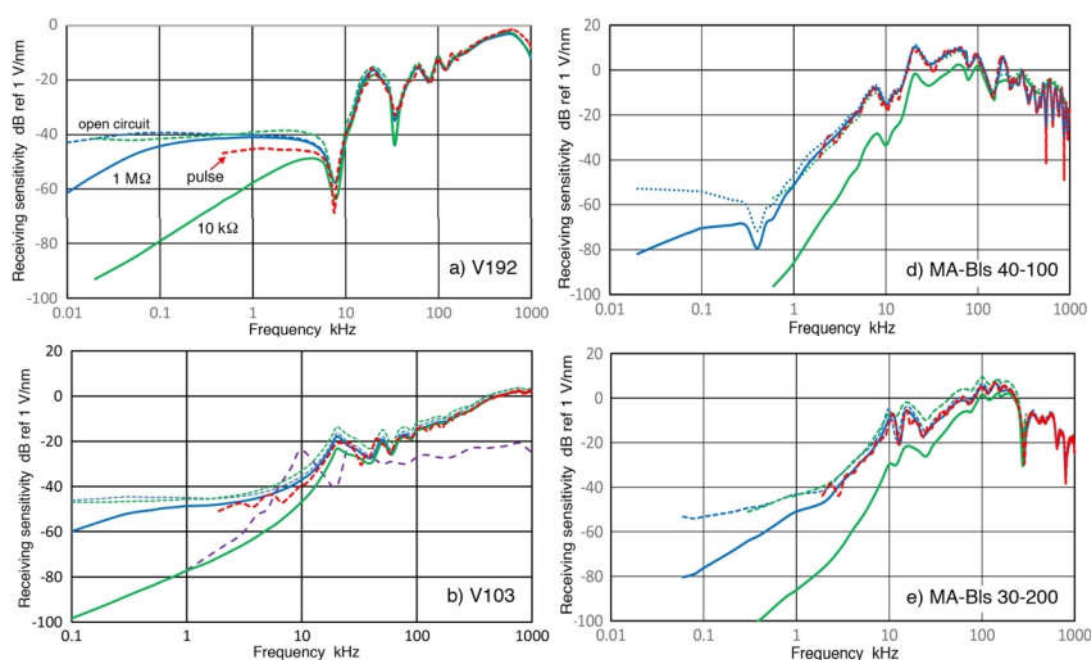 Receiving sensitivity dB ref 1 V/nm
0
-20
-40
-60
-80
-100
open circuit
1 MΩ
pulse
10 kΩ
a) V192
0.01 0.1 1 10 100 1000
Frequency kHz
Receiving sensitivity dB ref 1 V/nm
20
0
-20
-40
-60
-80
-100
d) MA-Bls 40-100
0.01 0.1 1 10 100 1000
Frequency kHz
Receiving sensitivity dB ref 1 V/nm
20
0
-20
-40
-60
-80
-100
b) V103
0.1 1 10 100 1000
Frequency kHz
Receiving sensitivity dB ref 1 V/nm
20
0
-20
-40
-60
-80
-100
e) MA-Bls 30-200
0.01 0.1 1 10 100 1000
Frequency kHz